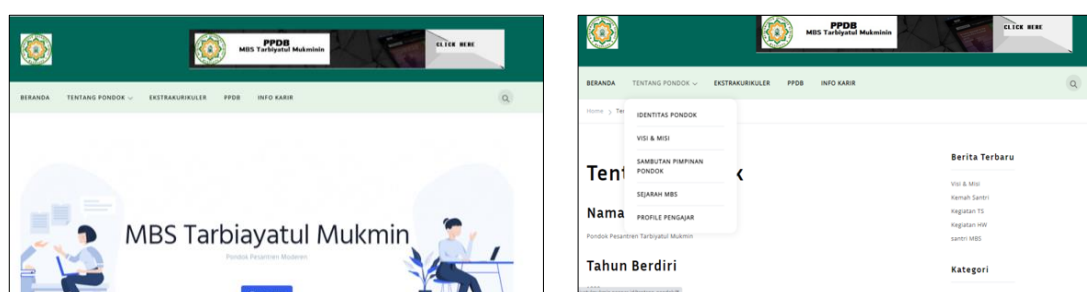 PPDB
MBS Tarbiyatul Mukminin
CLICK HERE
BERANDA TENTANG PONDOK EKSTRAKURIKULER PPDB INFO KARIR
MBS Tarbiayatul Mukmin
Pondok Pesantren Moderen
PPDB
MBS Tarbiyatul Mukminin
CLICK HERE
BERANDA TENTANG PONDOK EKSTRAKURIKULER PPDB INFO KARIR
Home > Te
IDENTITAS PONDOK
VISI & MISI
SAMBUTAN PIMPINAN
PONDOK
SEJARAH MBS
PROFILE PENGAJAR
Tent k
Nama
Pondok Pesantren Tarbiyatul Mukmin
Tahun Berdiri
Berita Terbaru
Visi & Misi
Kemah Santri
Kegiatan TS
Kegiatan HW
santri MBS
Kategori